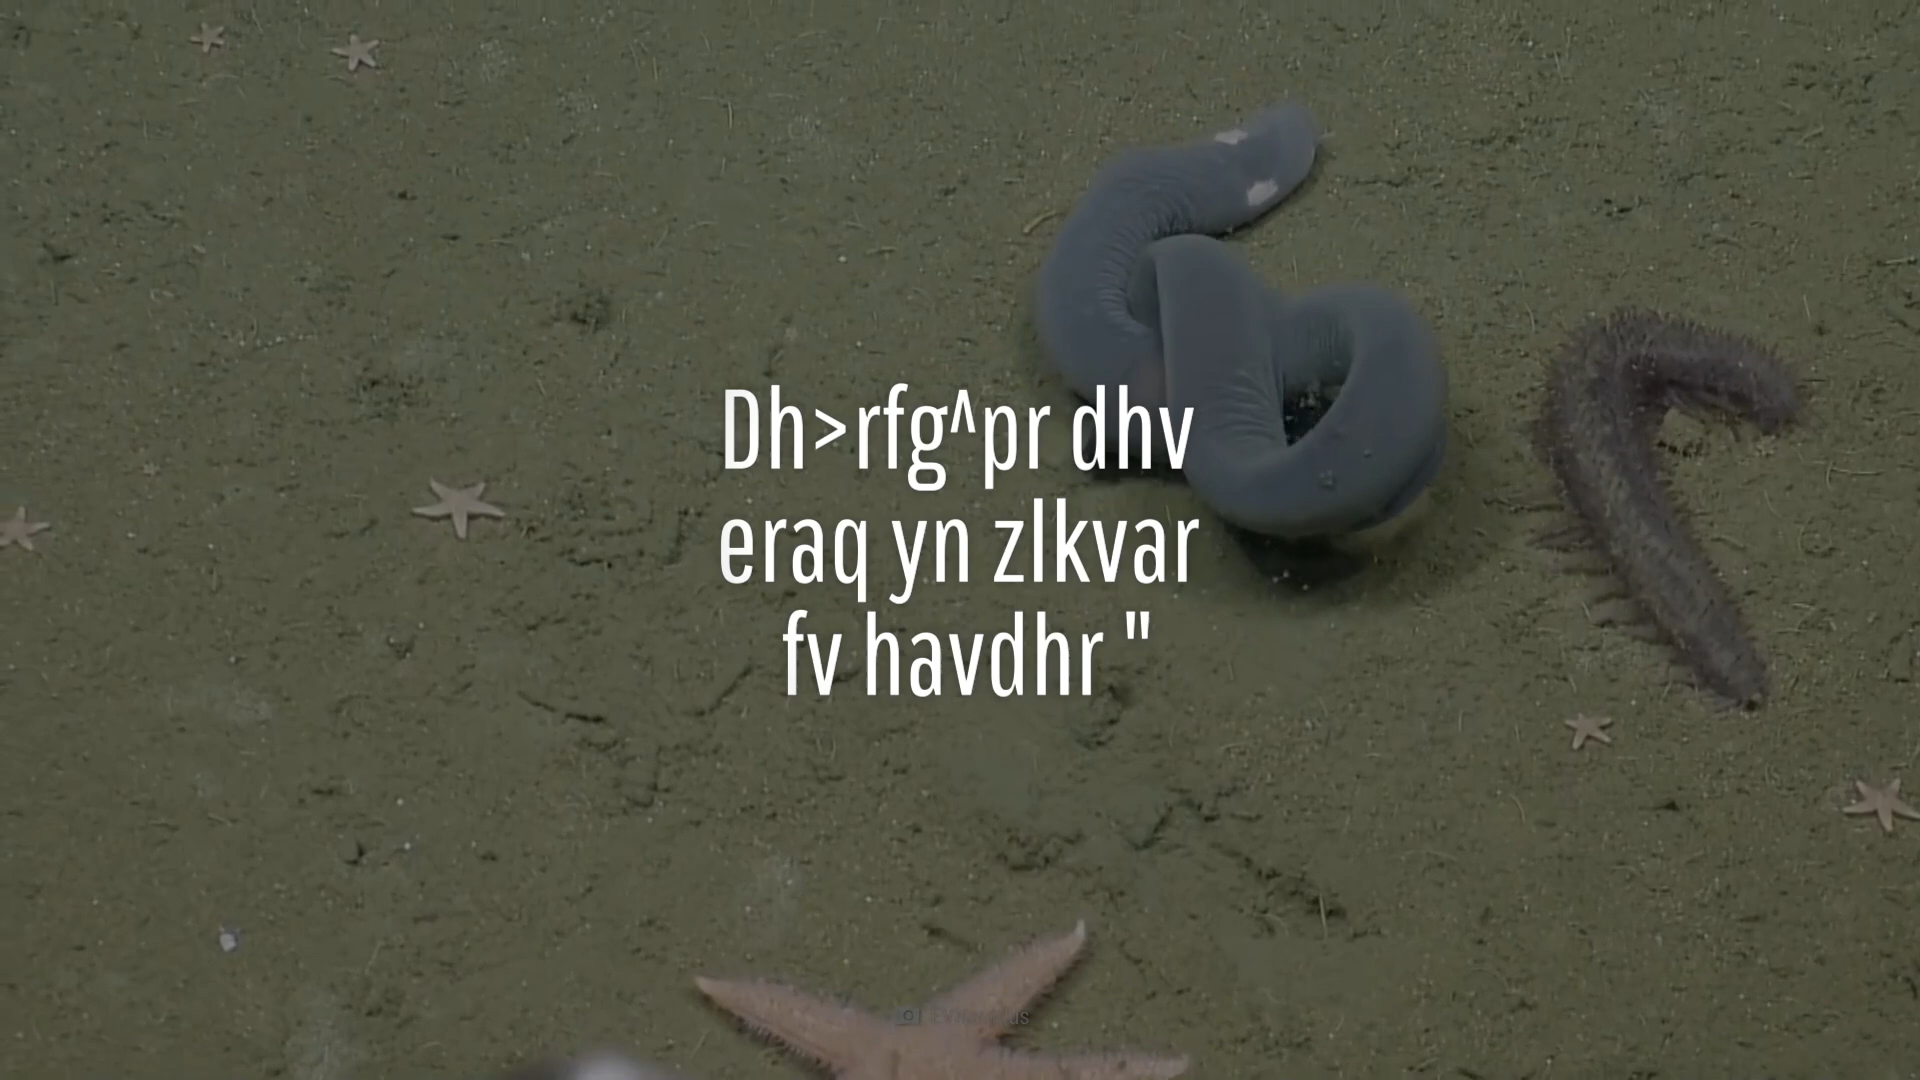 Dh>rfg^pr dhv
eraq yn zlkvar
fv havdhr "